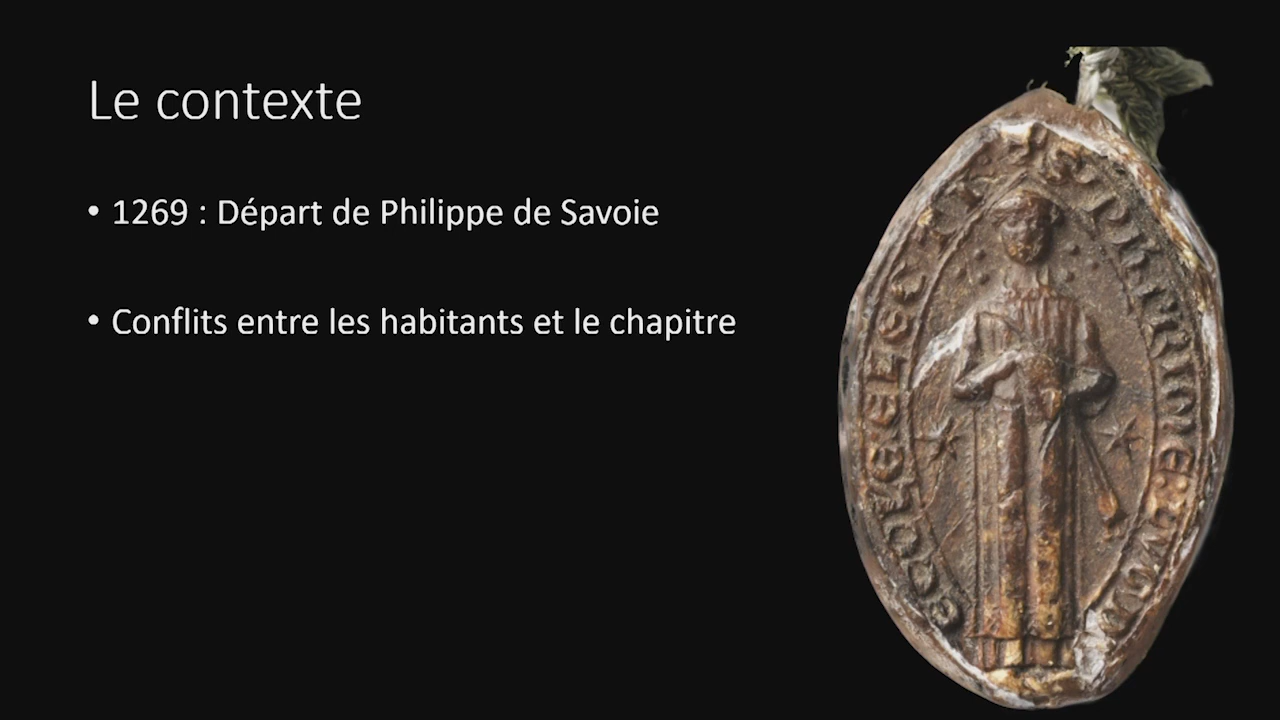 Le contexte
• 1269 : Départ de Philippe de Savoie
• Conflits entre les habitants et le chapitre